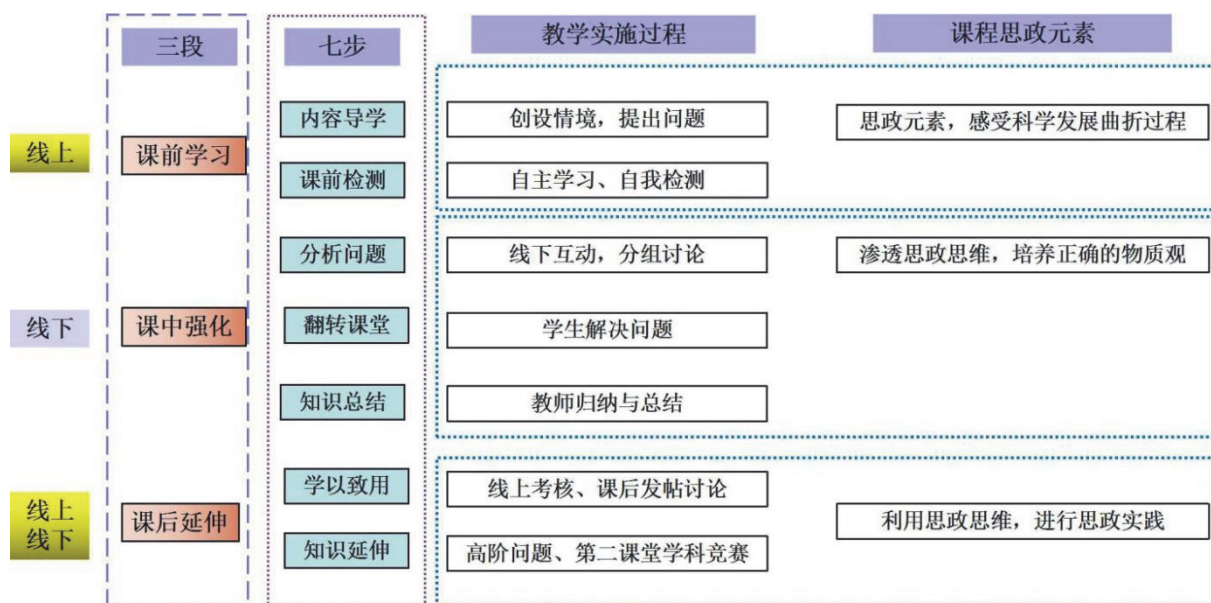 三段
七步
教学实施过程
课程思政元素
线上
课前学习
内容导学
创设情境，提出问题
思政元素，感受科学发展曲折过程
课前检测
自主学习、自我检测
线下
课中强化
分析问题
线下互动，分组讨论
渗透思政思维，培养正确的物质观
翻转课堂
学生解决问题
知识总结
教师归纳与总结
线上
线下
课后延伸
学以致用
线上考核、课后发帖讨论
利用思政思维，进行思政实践
知识延伸
高阶问题、第二课堂学科竞赛